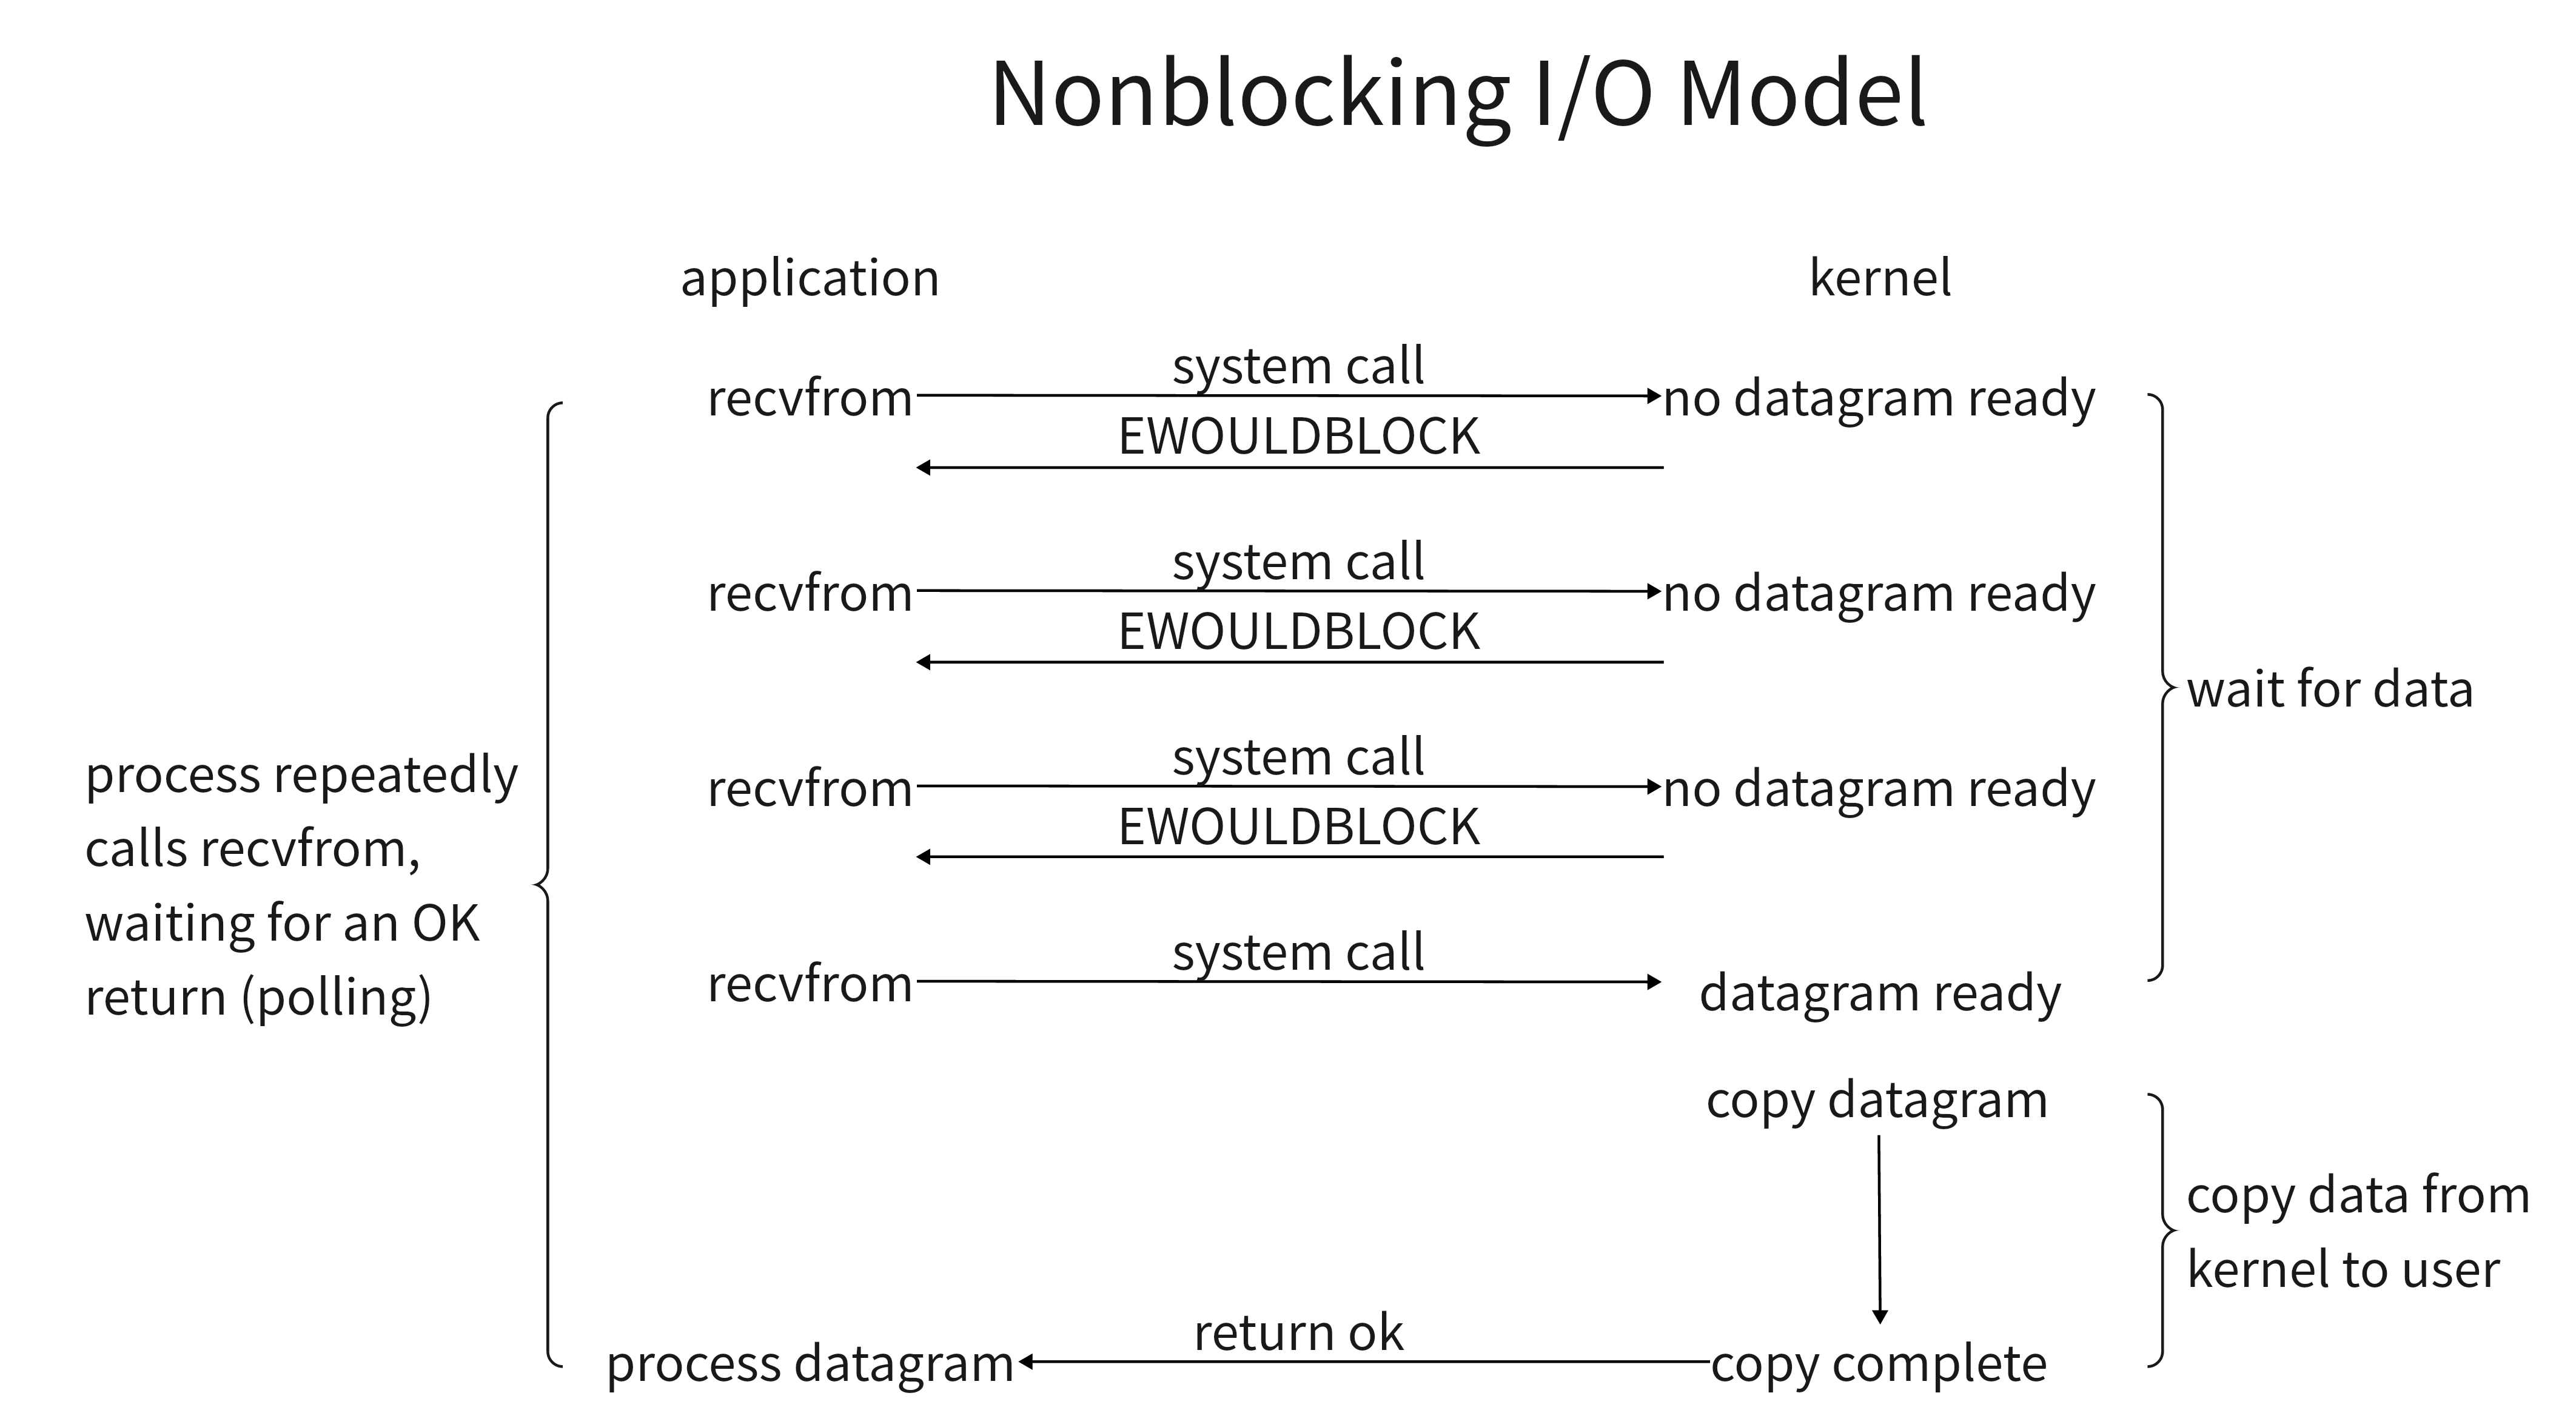 Nonblocking I/O Model
application
kernel
system call
recvfrom
no datagram ready
EWOULDBLOCK
system call
recvfrom
no datagram ready
EWOULDBLOCK
wait for data
system call
recvfrom
no datagram ready
EWOULDBLOCK
process repeatedly
calls recvfrom,
waiting for an OK
return (polling)
system call
recvfrom
datagram ready
copy datagram
copy data from
kernel to user
return ok
process datagram
copy complete